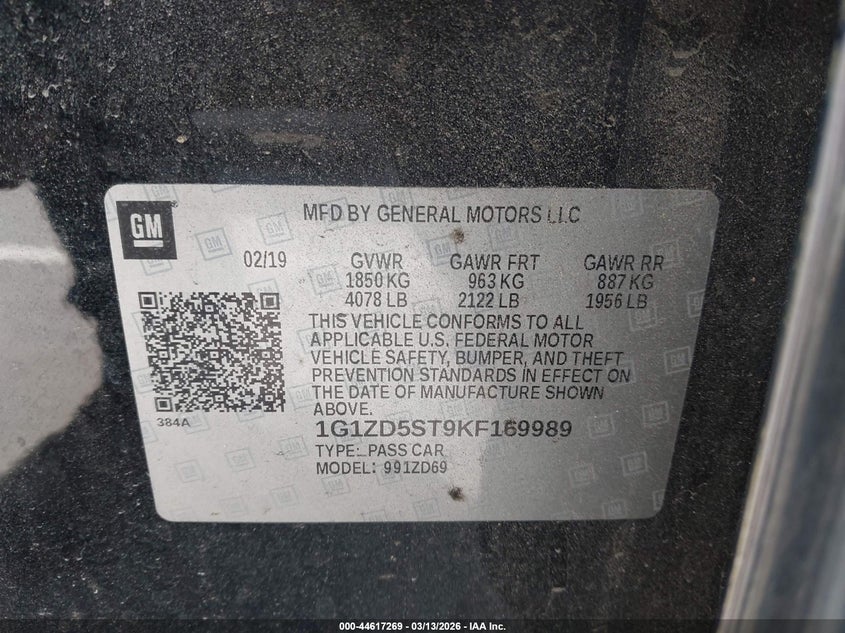 GM
MFD BY GENERAL MOTORS LLC
02/19 GVWR GAWR FRT GAWR RR
1850 KG 963 KG 887 KG
4078 LB 2122 LB 1956 LB
THIS VEHICLE CONFORMS TO ALL
APPLICABLE U.S. FEDERAL MOTOR
VEHICLE SAFETY, BUMPER, AND THEFT
PREVENTION STANDARDS IN EFFECT ON
THE DATE OF MANUFACTURE SHOWN
ABOVE.
384A
1G1ZD5ST9KF169989
TYPE: PASS CAR
MODEL: 991ZD69
000-44617269 - 03/13/2026 - IAA Inc.